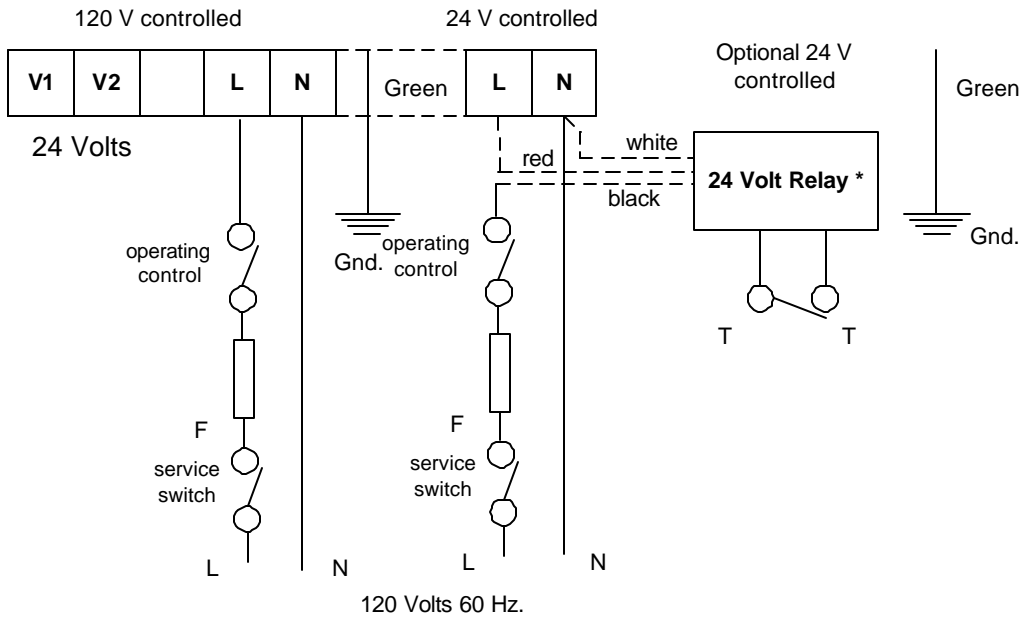 120 V controlled
24 V controlled
Optional 24 V
controlled
V1 V2 L N
Green
L N
Green
24 Volts
white
red
24 Volt Relay *
black
operating
control
Gnd.
operating
control
Gnd.
T T
F
F
service
switch
service
switch
L N
L N
120 Volts 60 Hz.